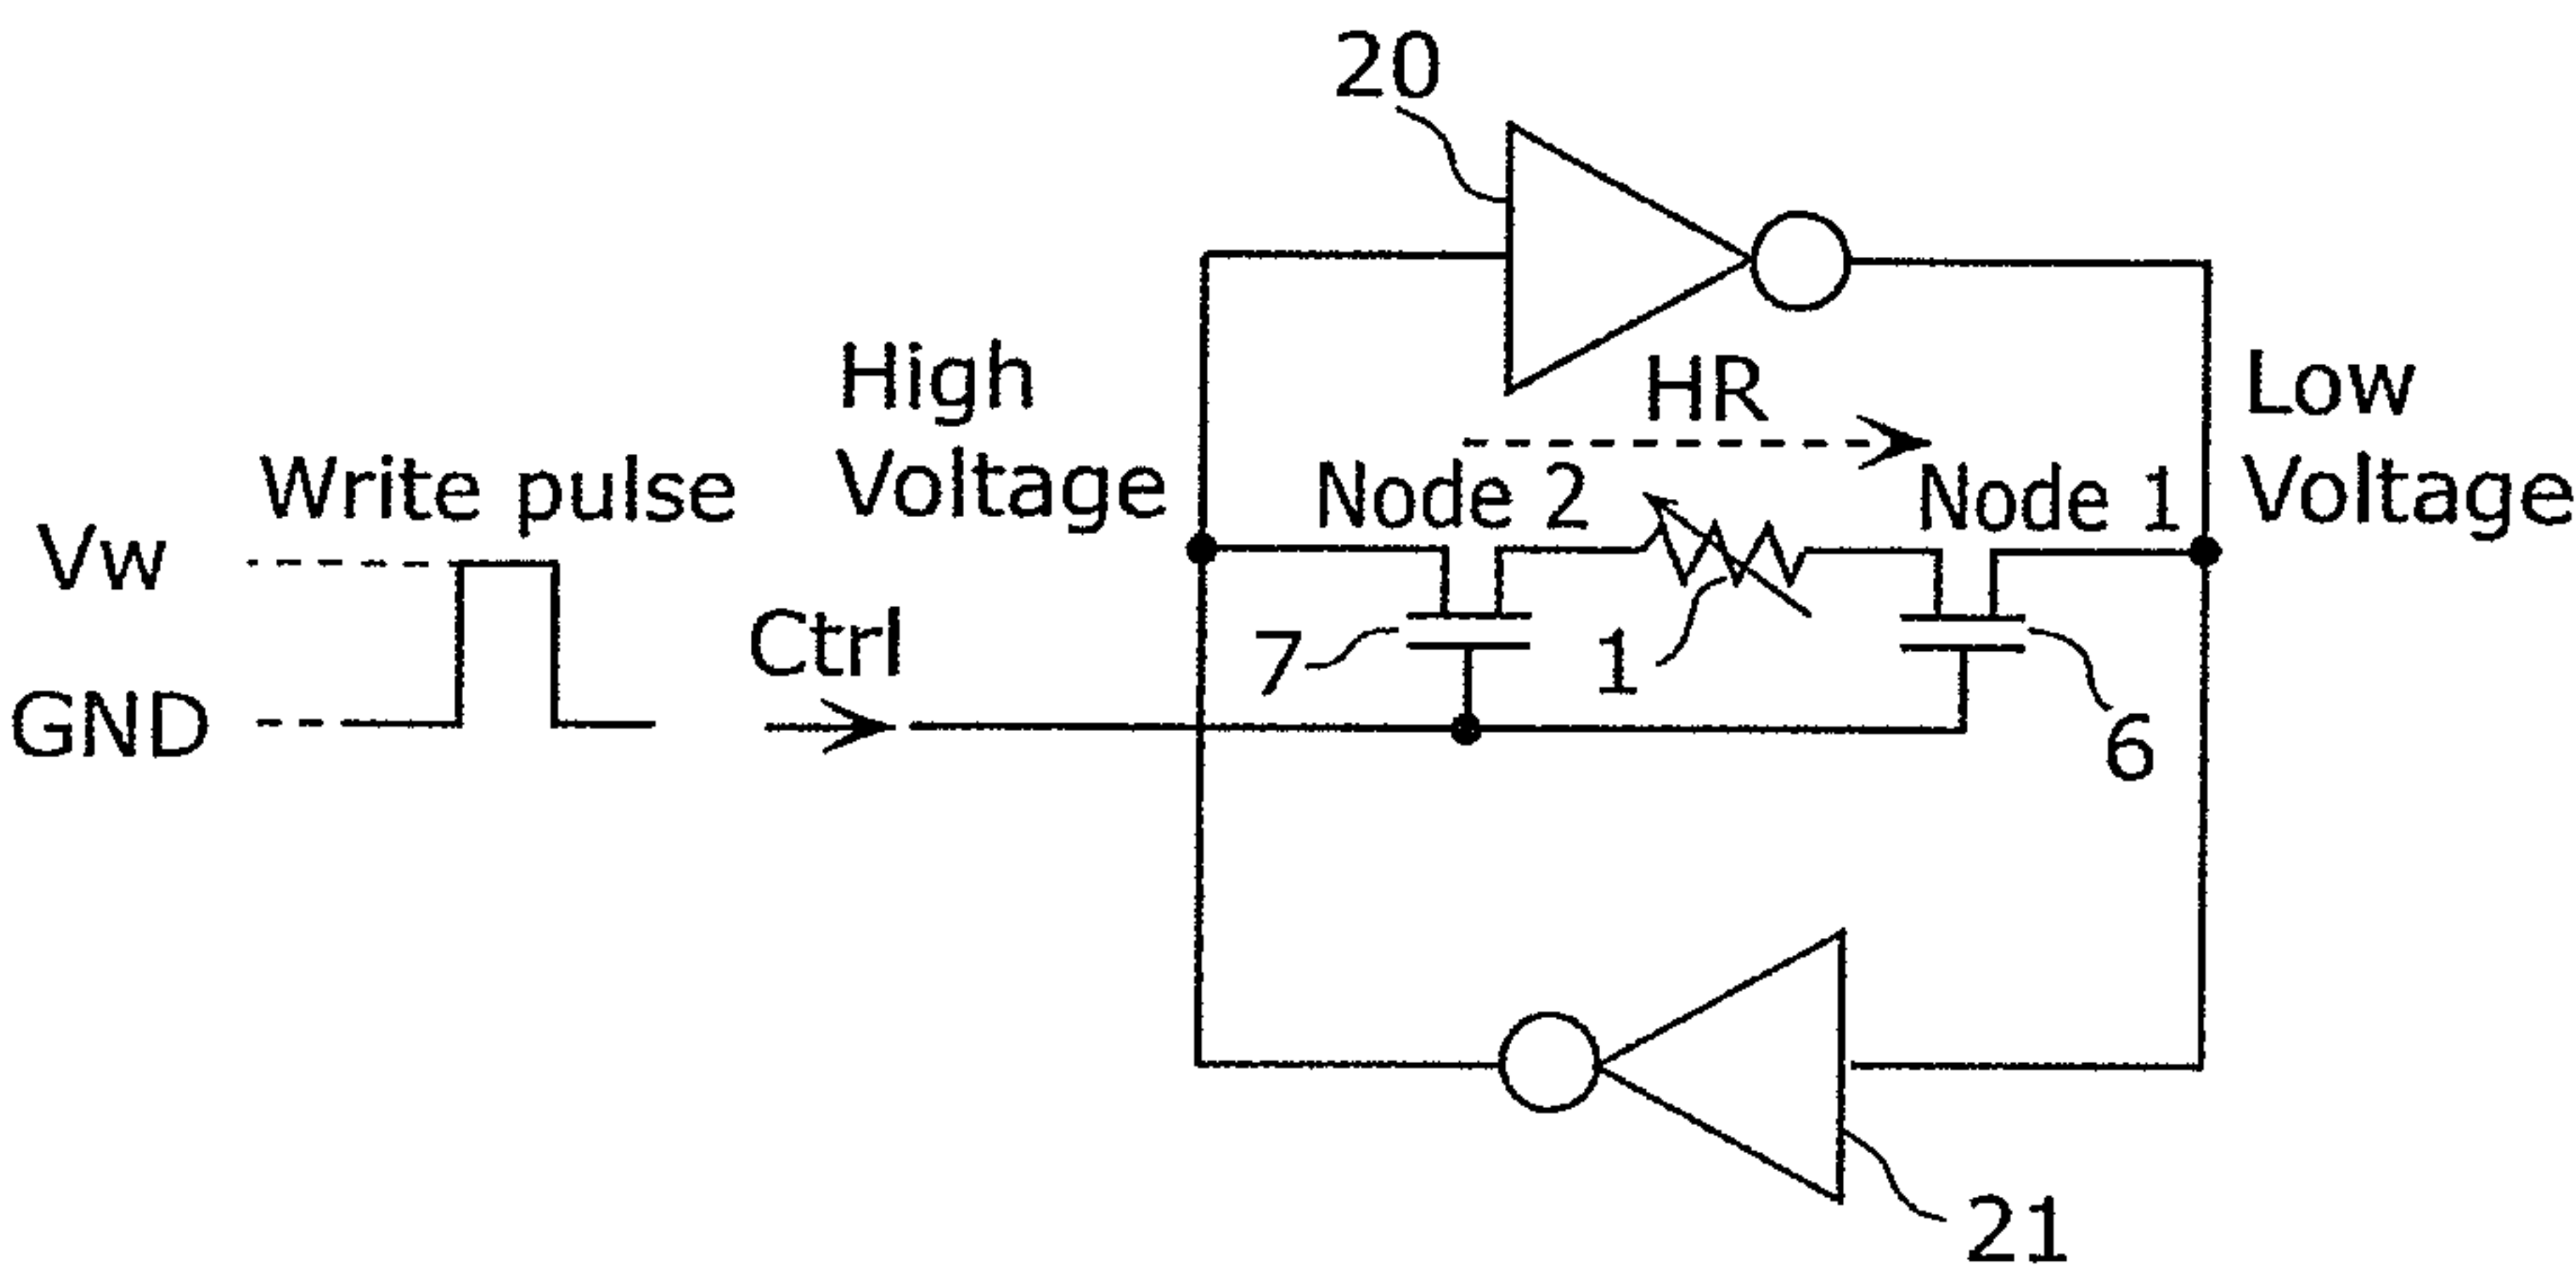 20
High
Voltage
HR
Low
Voltage
Write pulse
Node 2
Node 1
Vw
Ctrl
7
1
6
GND
21